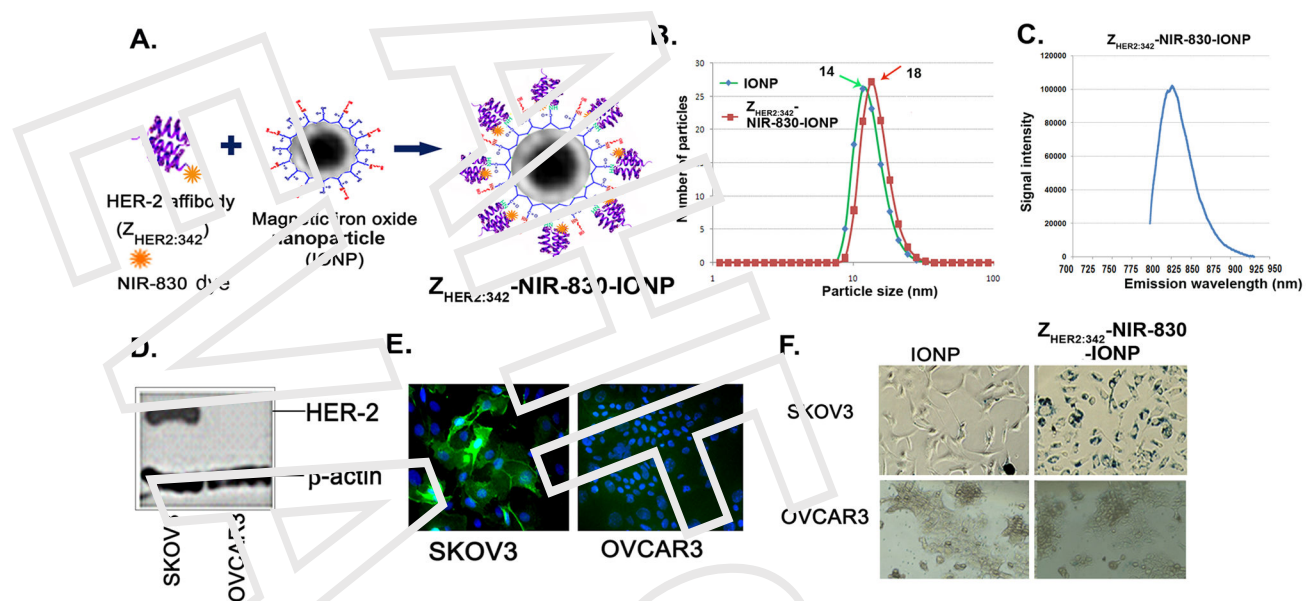 A.
HER-2 affibody
(ZHER2:342)
NIR-830 dye
Magnetic iron oxide
nanoparticle
(IONP)
ZHER2:342-NIR-830-IONP
B.
Number of particles
30
25
20
15
10
5
0
1
10
100
Particle size (nm)
14
18
IONP
ZHER2:342-
NIR-830-IONP
C.
ZHER2:342-NIR-830-IONP
Signal intensity
120000
100000
80000
60000
40000
20000
0
700 725 750 775 800 825 850 875 900 925 950
Emission wavelength (nm)
D.
HER-2
β-actin
SKOV3
OVCAR3
E.
SKOV3
OVCAR3
F.
IONP
ZHER2:342-NIR-830
-IONP
SKOV3
OVCAR3